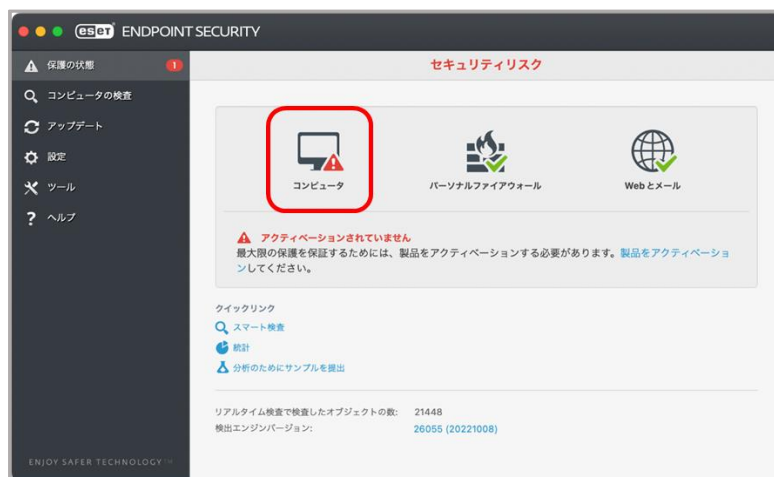 eset ENDPOINT SECURITY
保護の状態 1
セキュリティリスク
コンピュータの検査
アップデート
設定
ツール
ヘルプ
コンピュータ
パーソナルファイアウォール
Web とメール
アクティベーションされていません
最大限の保護を保証するためには、製品をアクティベーションする必要があります。製品をアクティベーショ
ンしてください。
クイックリンク
スマート検査
統計
分析のためにサンプルを提出
リアルタイム検査で検査したオブジェクトの数: 21448
検出エンジンバージョン: 26055 (20221008)
ENJOY SAFER TECHNOLOGY™